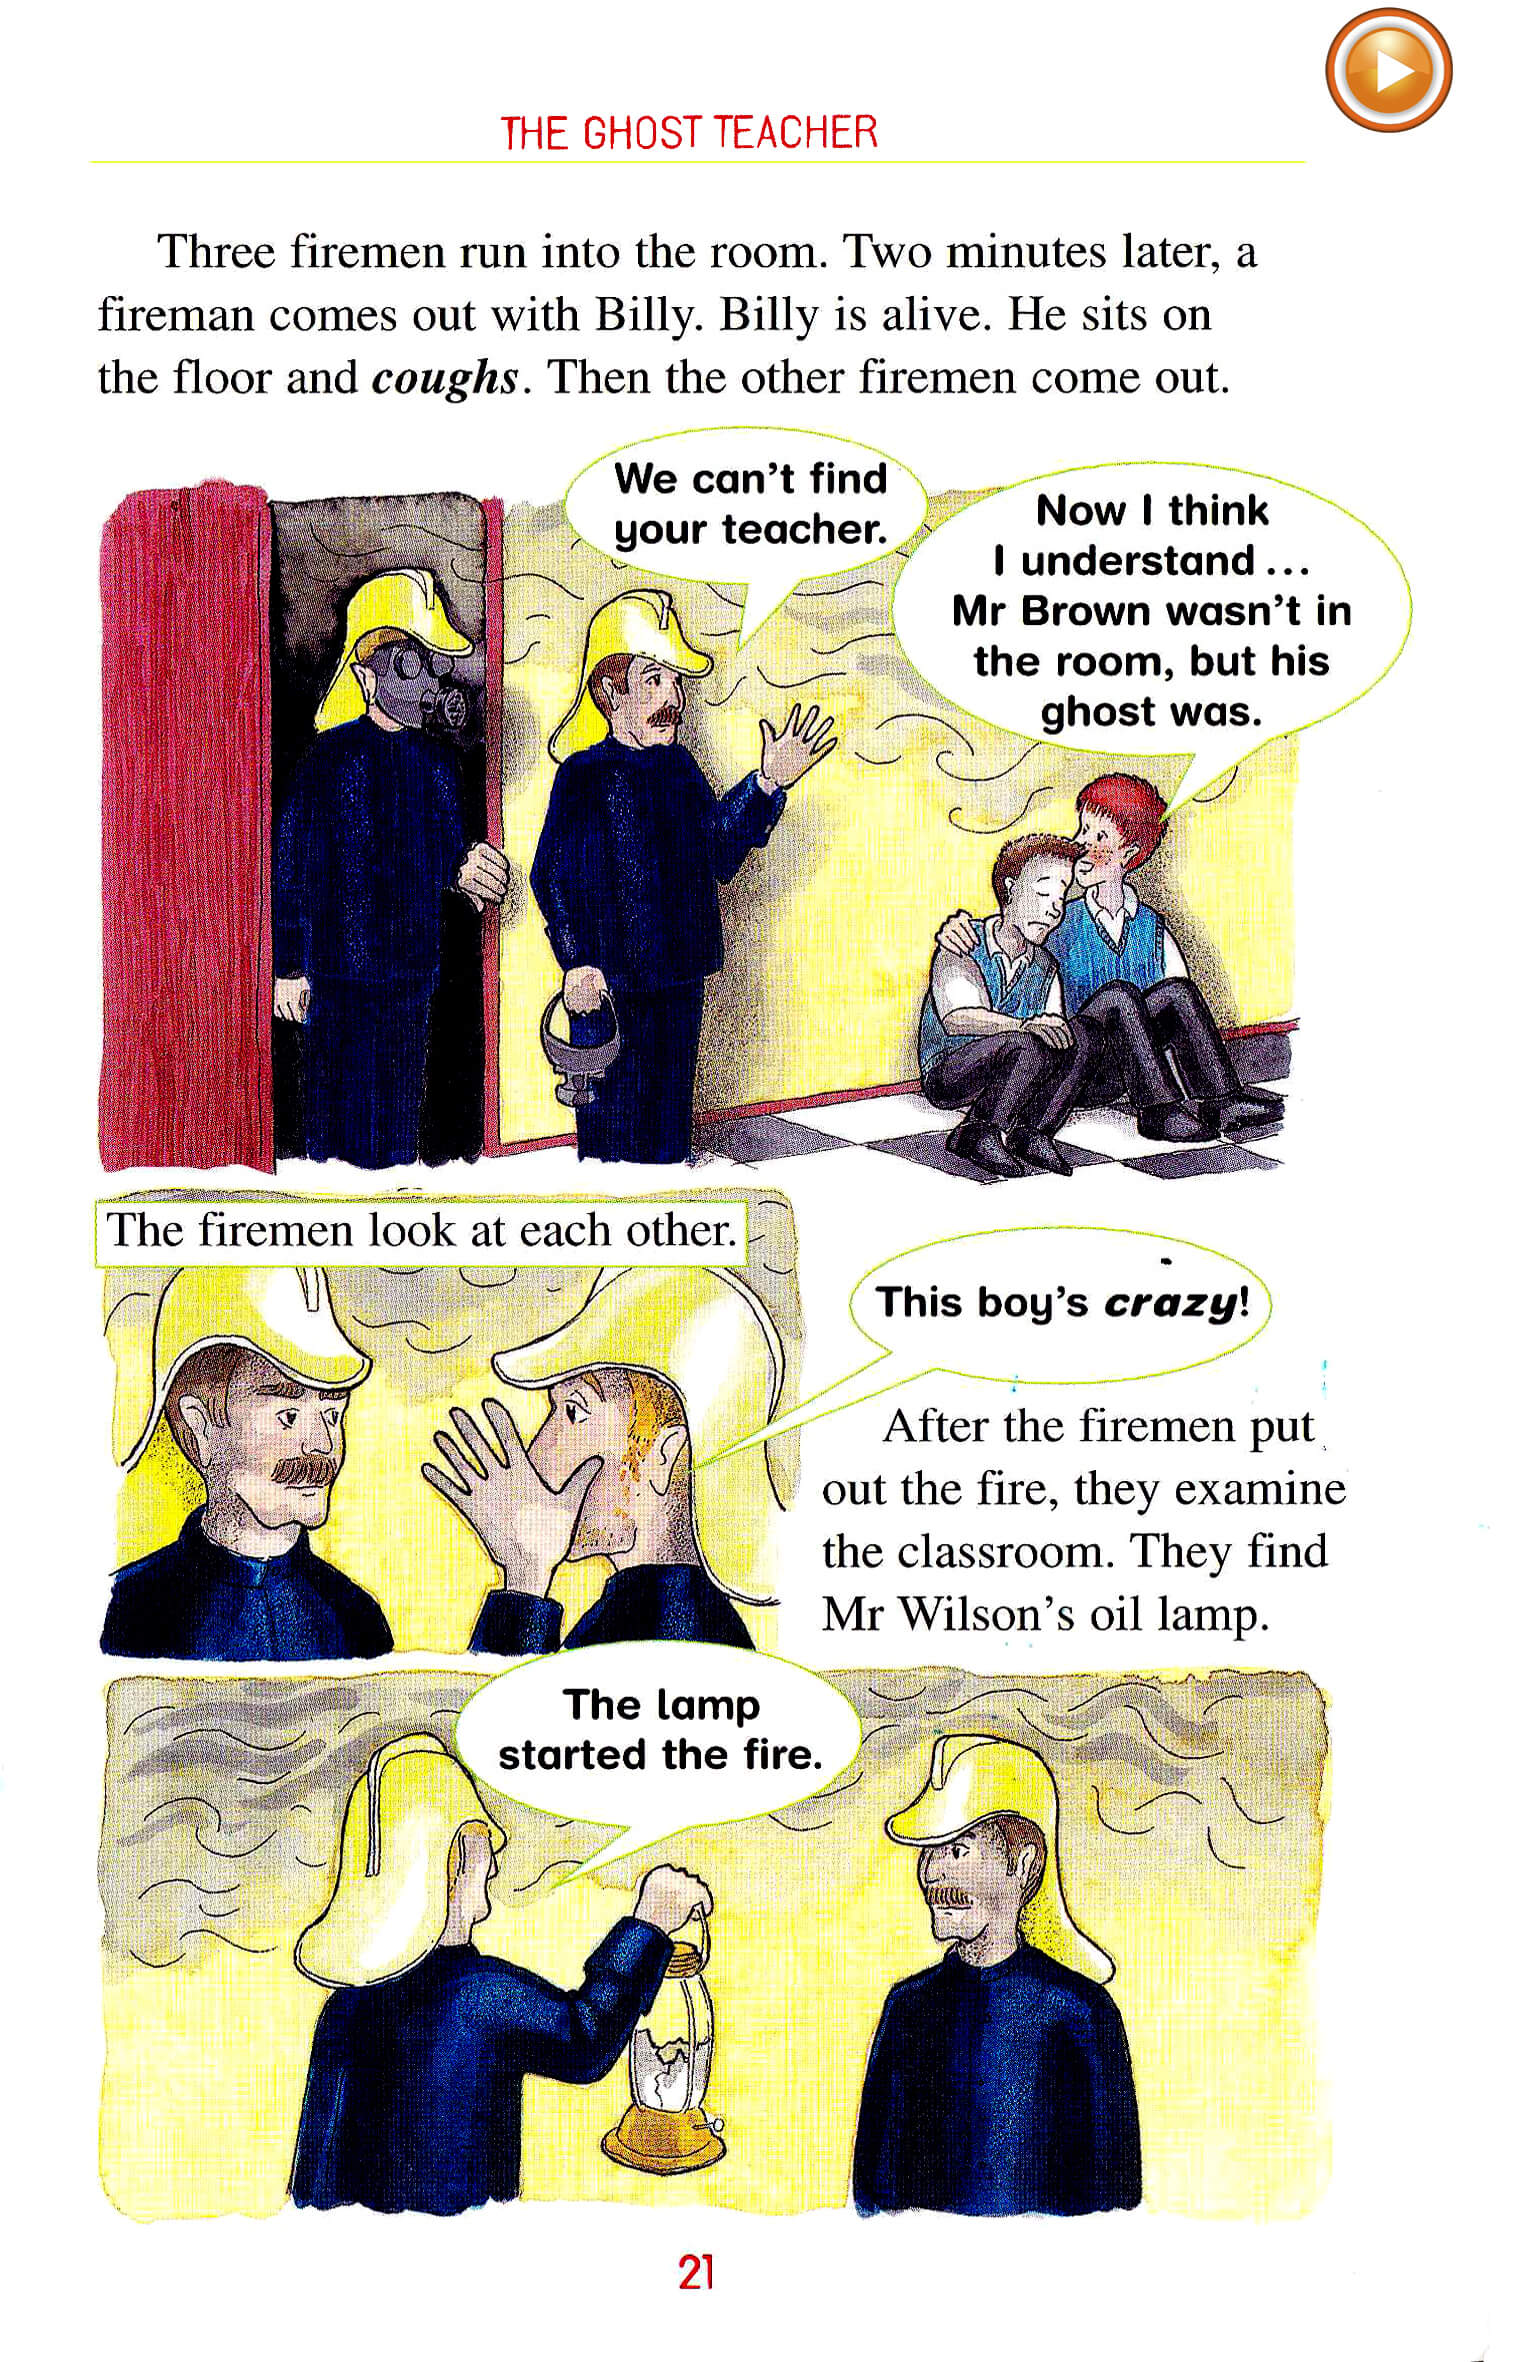 THE GHOST TEACHER
Three firemen run into the room. Two minutes later, a
fireman comes out with Billy. Billy is alive. He sits on
the floor and coughs. Then the other firemen come out.
We can't find
your teacher.
Now I think
I understand...
Mr Brown wasn't in
the room, but his
ghost was.
The firemen look at each other.
This boy's crazy!
After the firemen put
out the fire, they examine
the classroom. They find
Mr Wilson's oil lamp.
The lamp
started the fire.
21